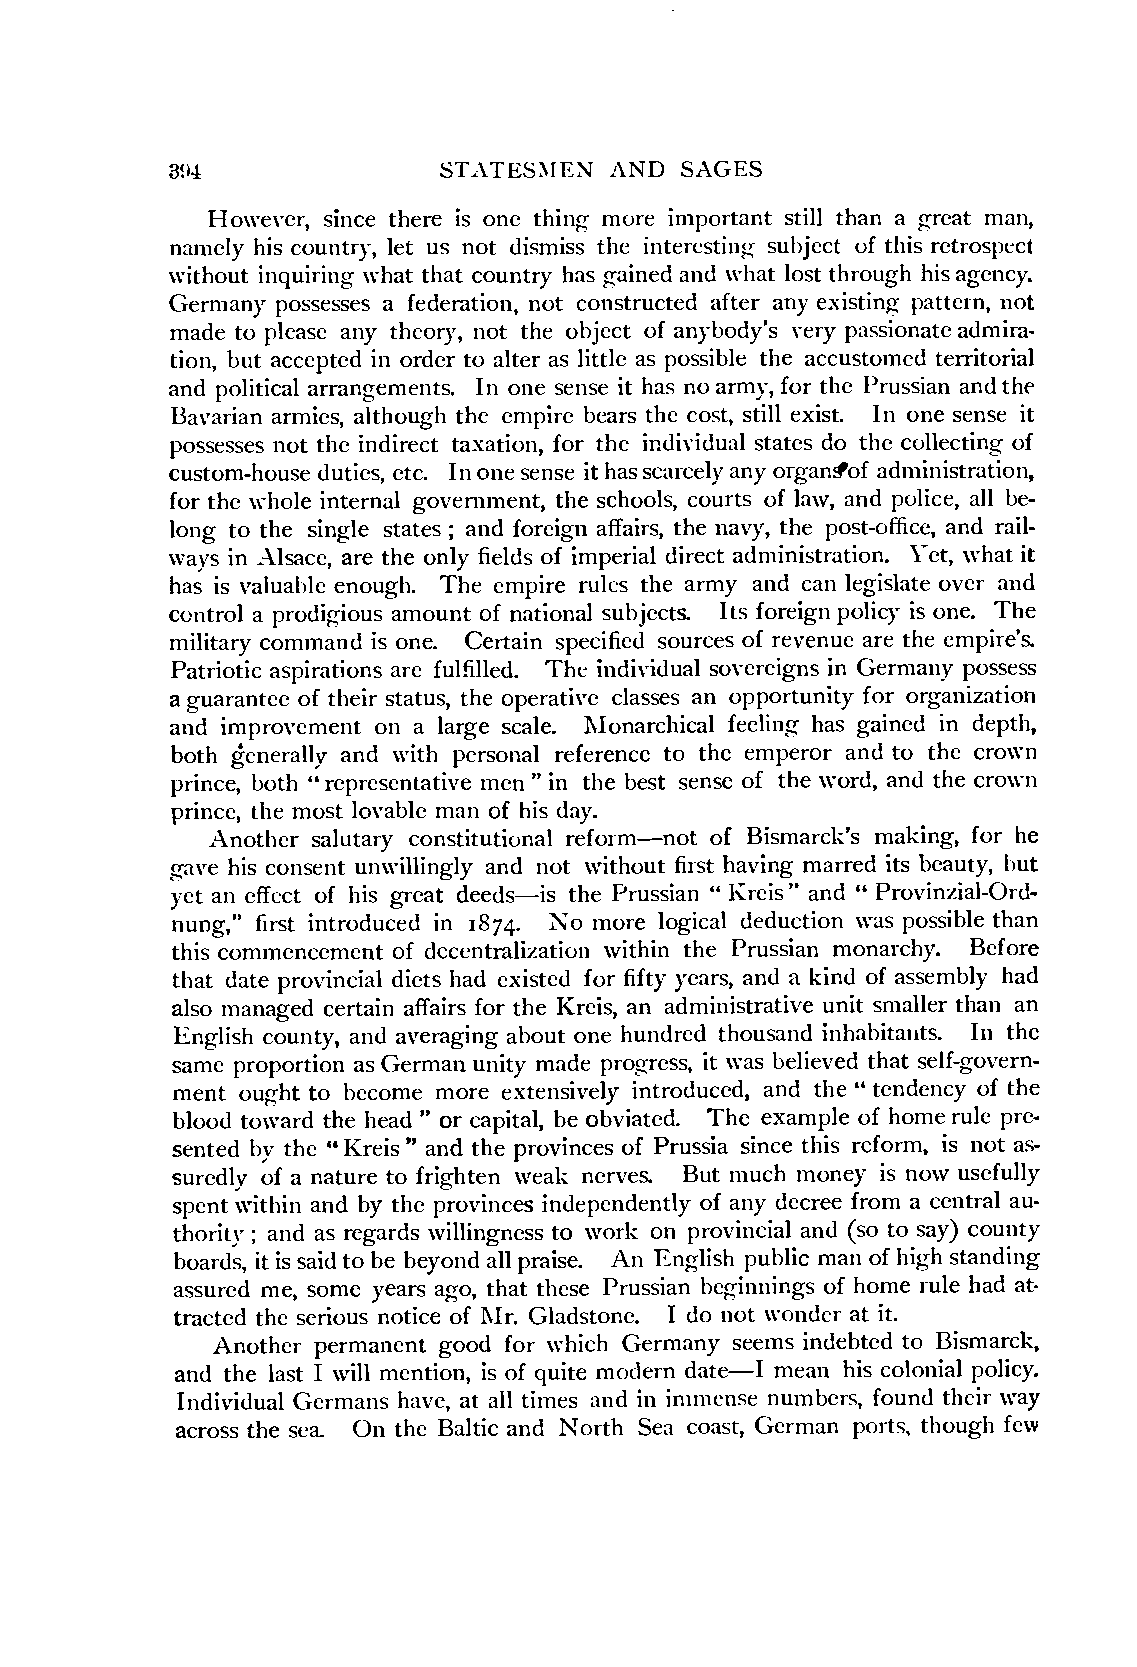 394 STATESMEN AND SAGES
However, since there is one thing more important still than a great man,
namely his country, let us not dismiss the interesting subject of this retrospect
without inquiring what that country has gained and what lost through his agency.
Germany possesses a federation, not constructed after any existing pattern, not
made to please any theory, not the object of anybody's very passionate admira-
tion, but accepted in order to alter as little as possible the accustomed territorial
and political arrangements. In one sense it has no army, for the Prussian and the
Bavarian armies, although the empire bears the cost, still exist. In one sense it
possesses not the indirect taxation, for the individual states do the collecting of
custom-house duties, etc. In one sense it has scarcely any organs of administration,
for the whole internal government, the schools, courts of law, and police, all be-
long to the single states ; and foreign affairs, the navy, the post-office, and rail-
ways in Alsace, are the only fields of imperial direct administration. Yet, what it
has is valuable enough. The empire rules the army and can legislate over and
control a prodigious amount of national subjects. Its foreign policy is one. The
military command is one. Certain specified sources of revenue are the empire's.
Patriotic aspirations are fulfilled. The individual sovereigns in Germany possess
a guarantee of their status, the operative classes an opportunity for organization
and improvement on a large scale. Monarchical feeling has gained in depth,
both generally and with personal reference to the emperor and to the crown
prince, both "representative men" in the best sense of the word, and the crown
prince, the most lovable man of his day.
Another salutary constitutional reform—not of Bismarck's making, for he
gave his consent unwillingly and not without first having marred its beauty, but
yet an effect of his great deeds—is the Prussian "Kreis" and "Provinzial-Ord-
nung," first introduced in 1874. No more logical deduction was possible than
this commencement of decentralization within the Prussian monarchy. Before
that date provincial diets had existed for fifty years, and a kind of assembly had
also managed certain affairs for the Kreis, an administrative unit smaller than an
English county, and averaging about one hundred thousand inhabitants. In the
same proportion as German unity made progress, it was believed that self-govern-
ment ought to become more extensively introduced, and the "tendency of the
blood toward the head" or capital, be obviated. The example of home rule pre-
sented by the "Kreis" and the provinces of Prussia since this reform, is not as-
suredly of a nature to frighten weak nerves. But much money is now usefully
spent within and by the provinces independently of any decree from a central au-
thority ; and as regards willingness to work on provincial and (so to say) county
boards, it is said to be beyond all praise. An English public man of high standing
assured me, some years ago, that these Prussian beginnings of home rule had at-
tracted the serious notice of Mr. Gladstone. I do not wonder at it.
Another permanent good for which Germany seems indebted to Bismarck,
and the last I will mention, is of quite modern date—I mean his colonial policy.
Individual Germans have, at all times and in immense numbers, found their way
across the sea. On the Baltic and North Sea coast, German ports, though few